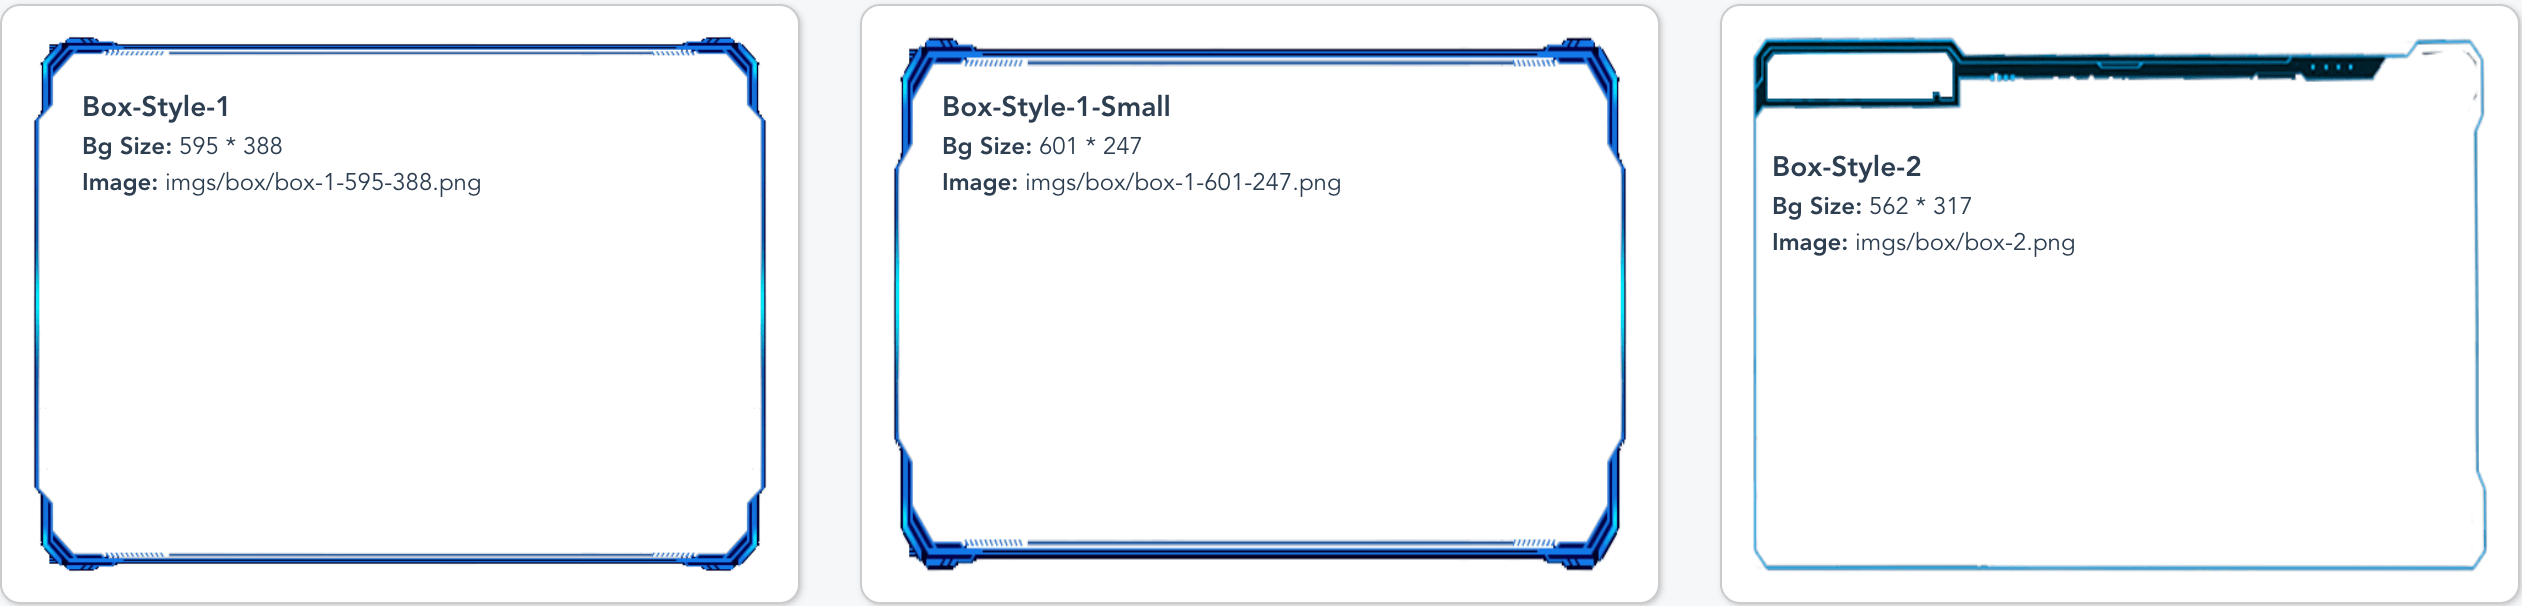 Box-Style-1
Bg Size: 595 * 388
Image: imgs/box/box-1-595-388.png
Box-Style-1-Small
Bg Size: 601 * 247
Image: imgs/box/box-1-601-247.png
Box-Style-2
Bg Size: 562 * 317
Image: imgs/box/box-2.png